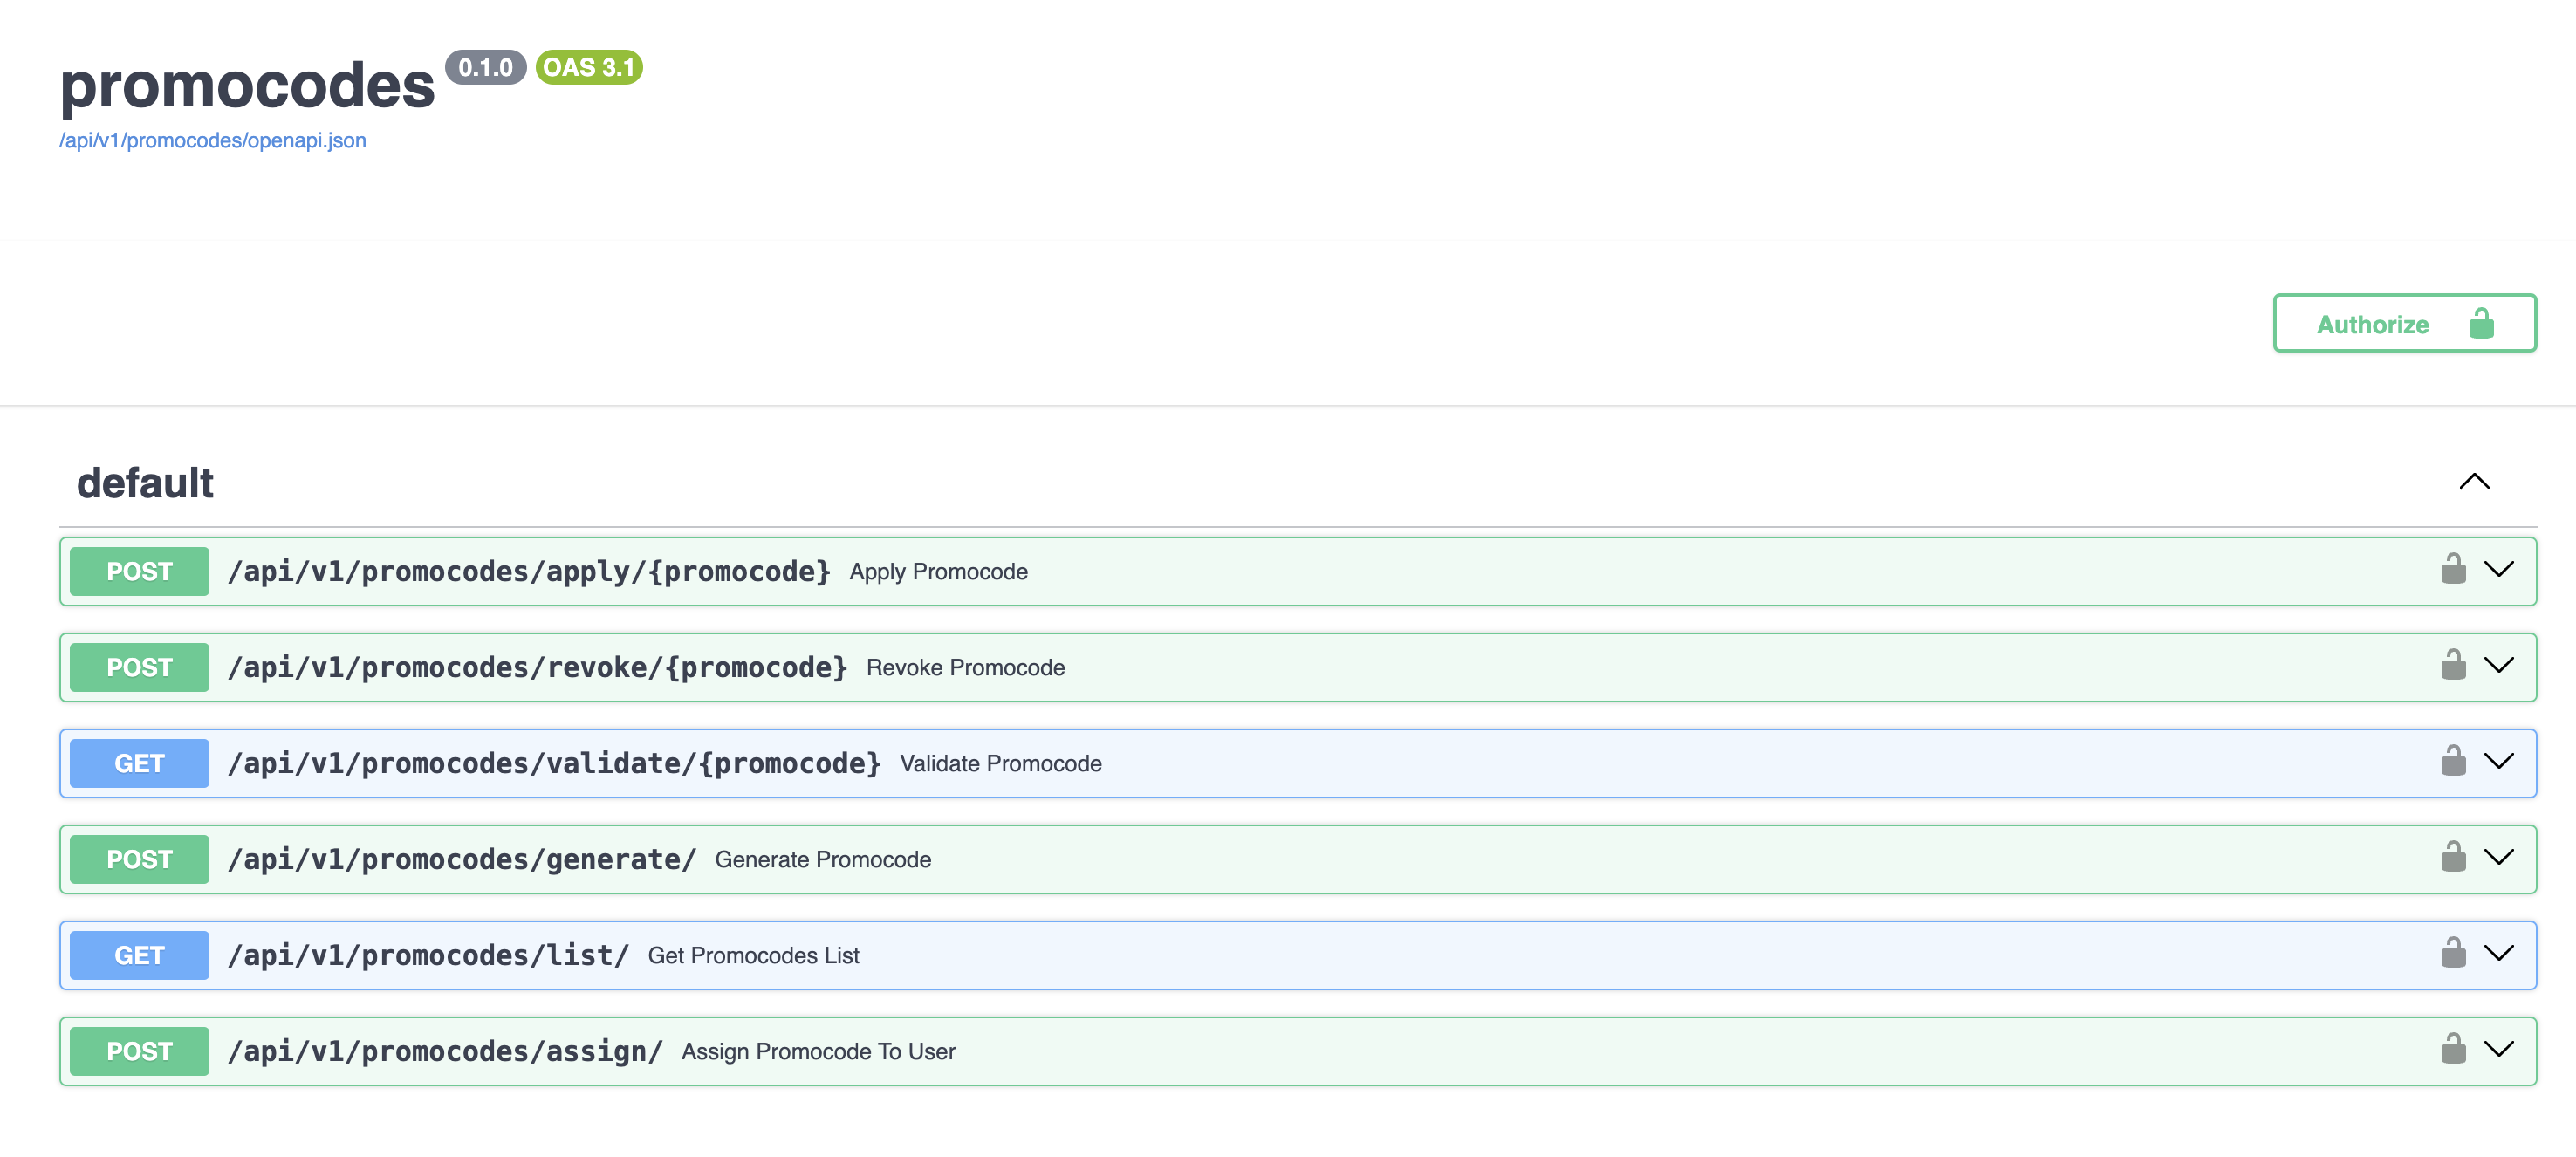 promocodes 0.1.0 OAS 3.1
/api/v1/promocodes/openapi.json
Authorize
default
POST /api/v1/promocodes/apply/{promocode} Apply Promocode
POST /api/v1/promocodes/revoke/{promocode} Revoke Promocode
GET /api/v1/promocodes/validate/{promocode} Validate Promocode
POST /api/v1/promocodes/generate/ Generate Promocode
GET /api/v1/promocodes/list/ Get Promocodes List
POST /api/v1/promocodes/assign/ Assign Promocode To User